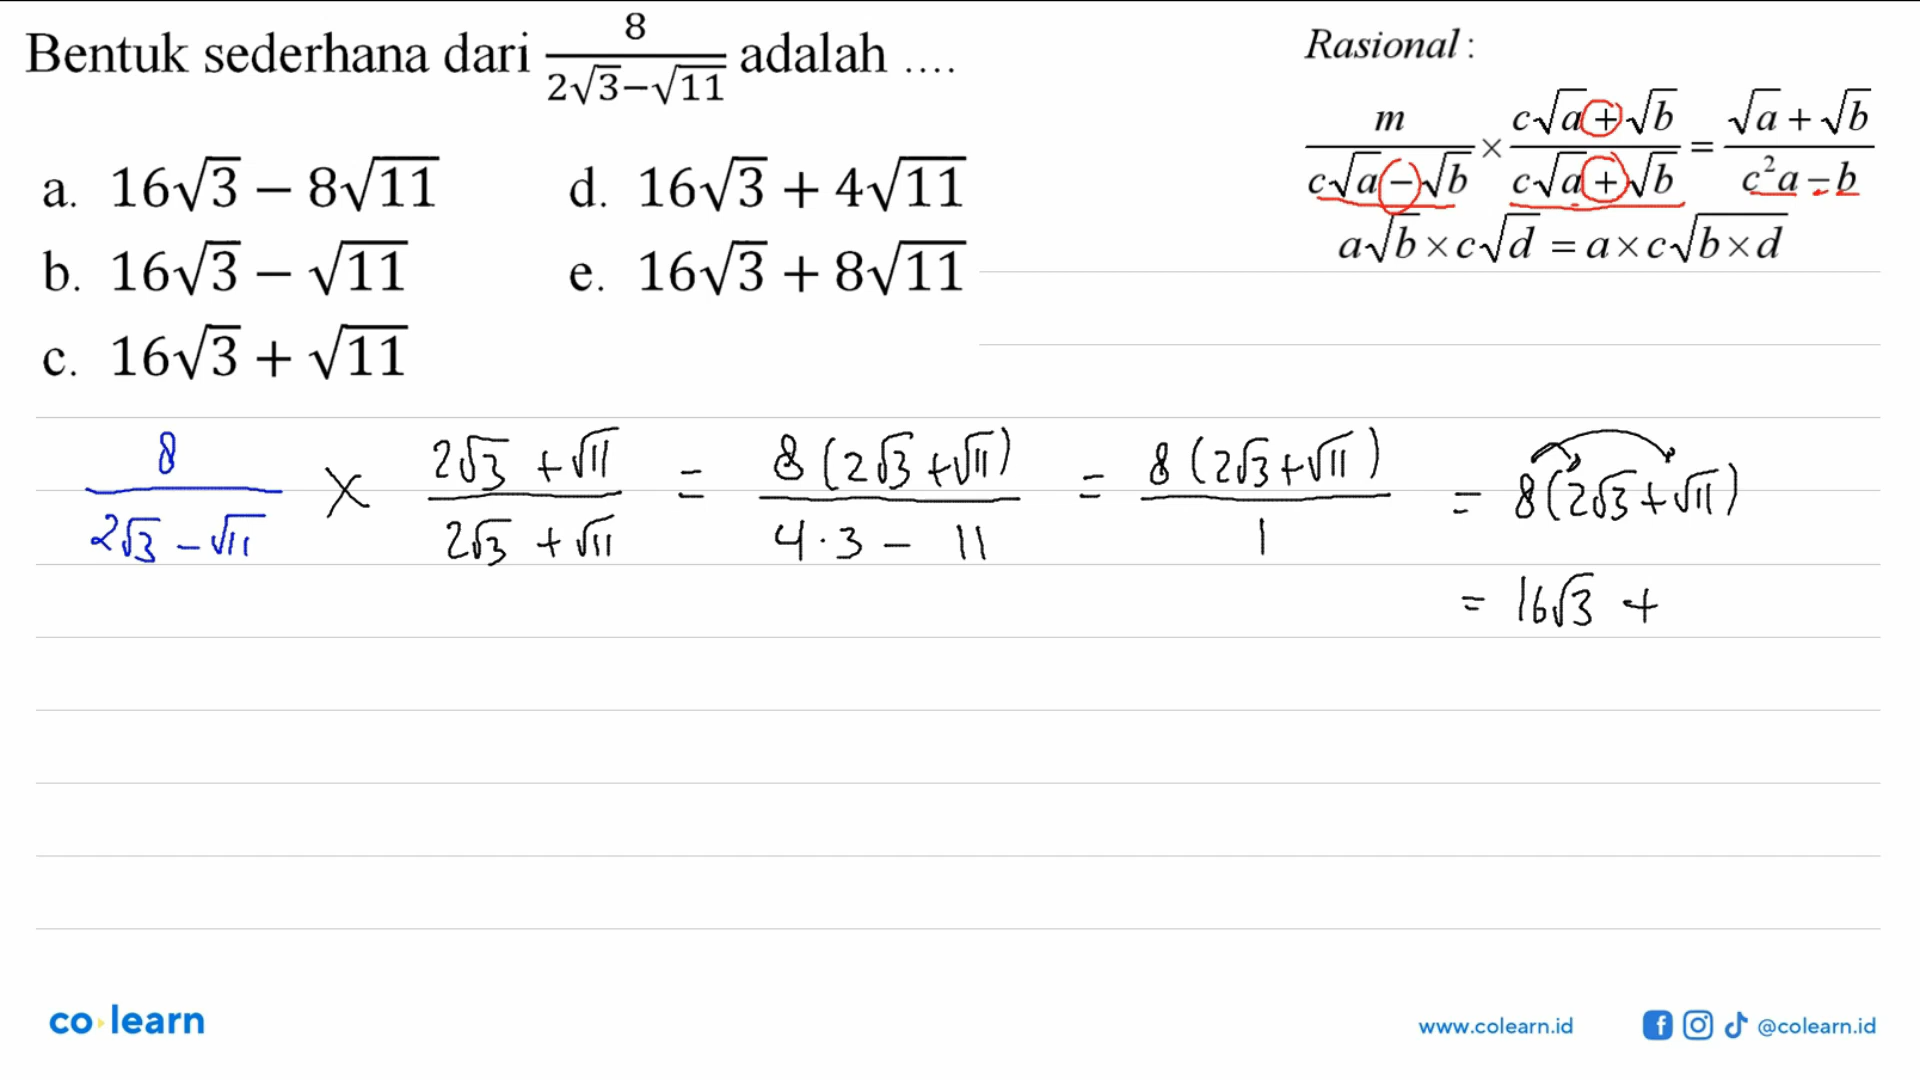 Bentuk sederhana dari 8/(2√3−√11) adalah ....
a. 16√3 − 8√11
b. 16√3 − √11
c. 16√3 + √11
d. 16√3 + 4√11
e. 16√3 + 8√11
Rasional :
m/(c√a − √b) × (c√a + √b)/(c√a + √b) = (√a + √b)/(c²a − b)
a√b × c√d = a × c√(b × d)
8/(2√3 − √11) × (2√3 + √11)/(2√3 + √11) = 8(2√3 + √11)/(4·3 − 11) = 8(2√3 + √11)/1 = 8(2√3 + √11)
= 16√3 +
co learn
www.colearn.id
@colearn.id